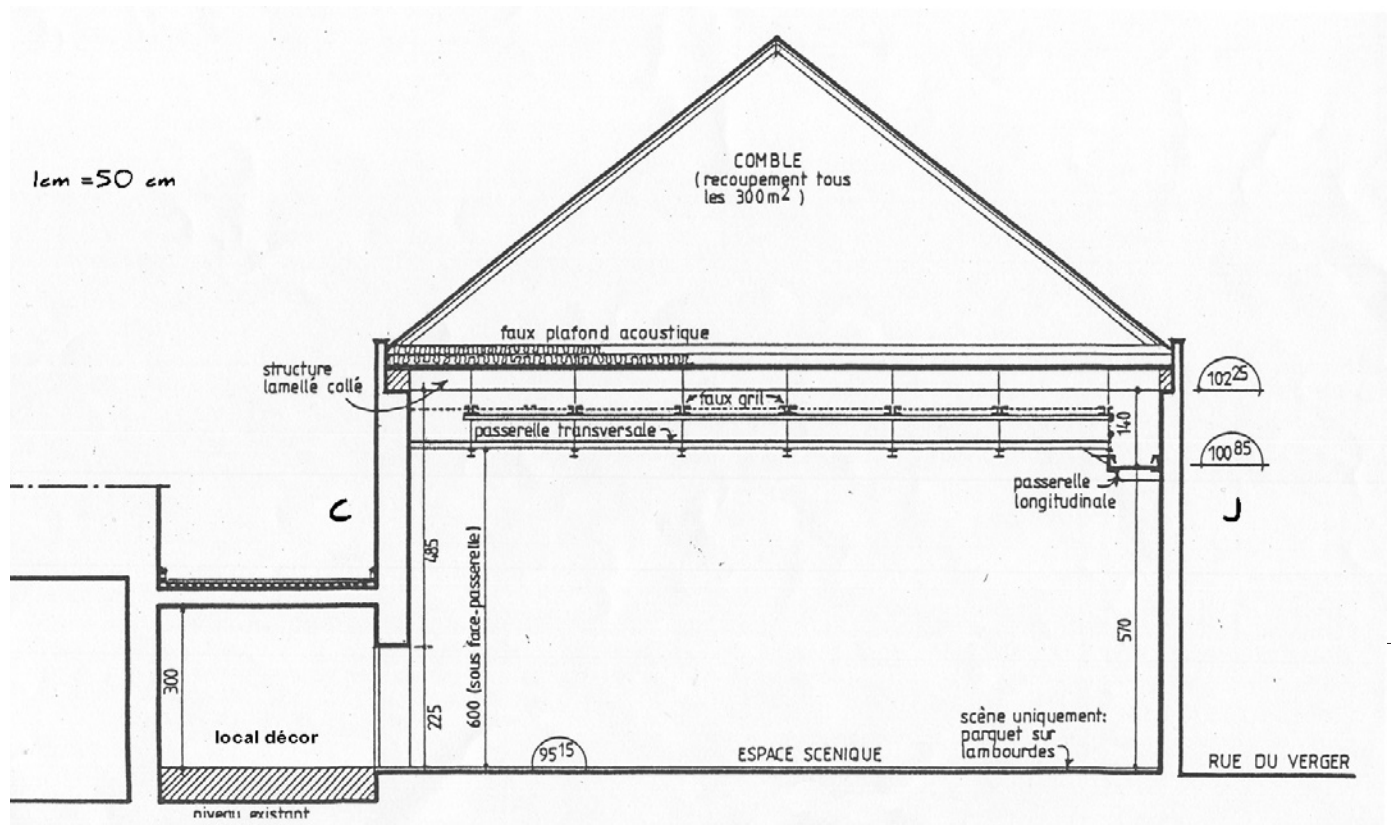 1cm = 50 cm
COMBLE
(recoupement tous
les 300m²)
faux plafond acoustique
structure
lamellé collé
102²⁵
faux gril
140
passerelle transversale
100⁸⁵
passerelle
longitudinale
C
J
485
600 (sous face-passerelle)
570
300
225
scène uniquement:
parquet sur
lambourdes
local décor
95¹⁵
ESPACE SCENIQUE
RUE DU VERGER
niveau existant